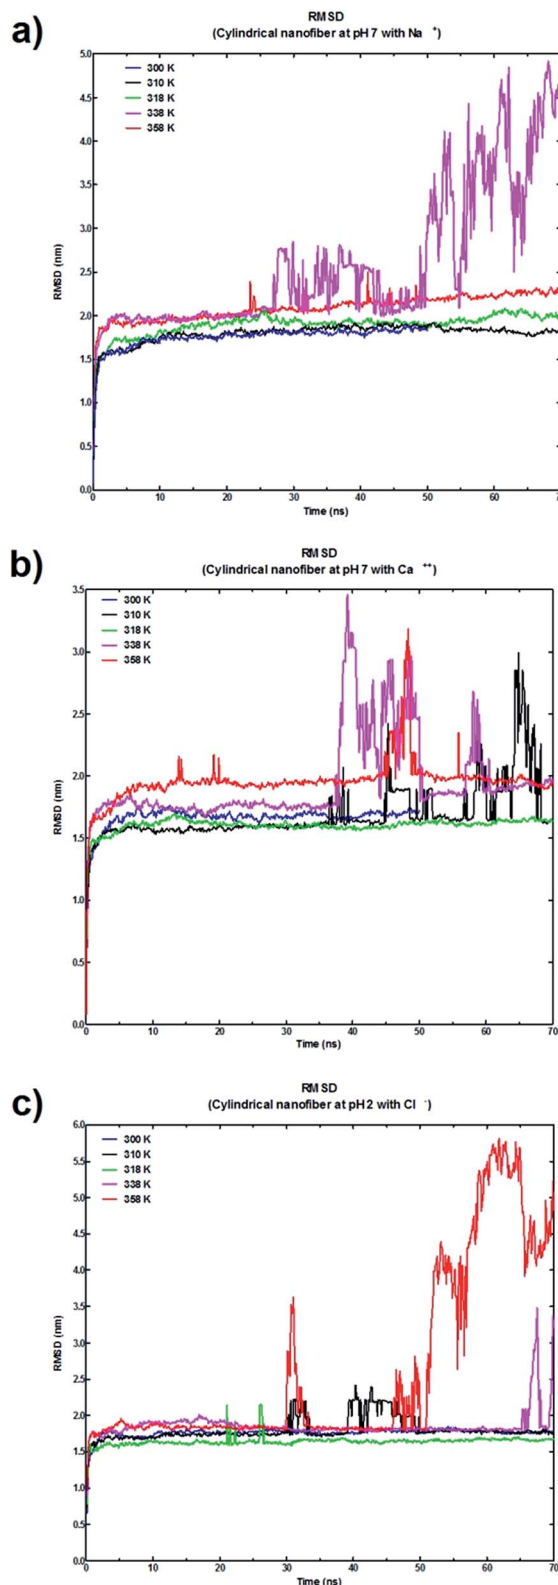 a)
RMSD
(Cylindrical nanofiber at pH 7 with Na +)
300 K
310 K
318 K
338 K
358 K
5.0
4.5
4.0
3.5
3.0
2.5
2.0
1.5
1.0
0.5
0.0
RMSD (nm)
0 10 20 30 40 50 60 70
Time (ns)
b)
RMSD
(Cylindrical nanofiber at pH 7 with Ca ++)
300 K
310 K
318 K
338 K
358 K
3.5
3.0
2.5
2.0
1.5
1.0
0.5
0.0
RMSD (nm)
0 10 20 30 40 50 60 70
Time (ns)
c)
RMSD
(Cylindrical nanofiber at pH 2 with Cl -)
300 K
310 K
318 K
338 K
358 K
6.0
5.5
5.0
4.5
4.0
3.5
3.0
2.5
2.0
1.5
1.0
0.5
0.0
RMSD (nm)
0 10 20 30 40 50 60 70
Time (ns)